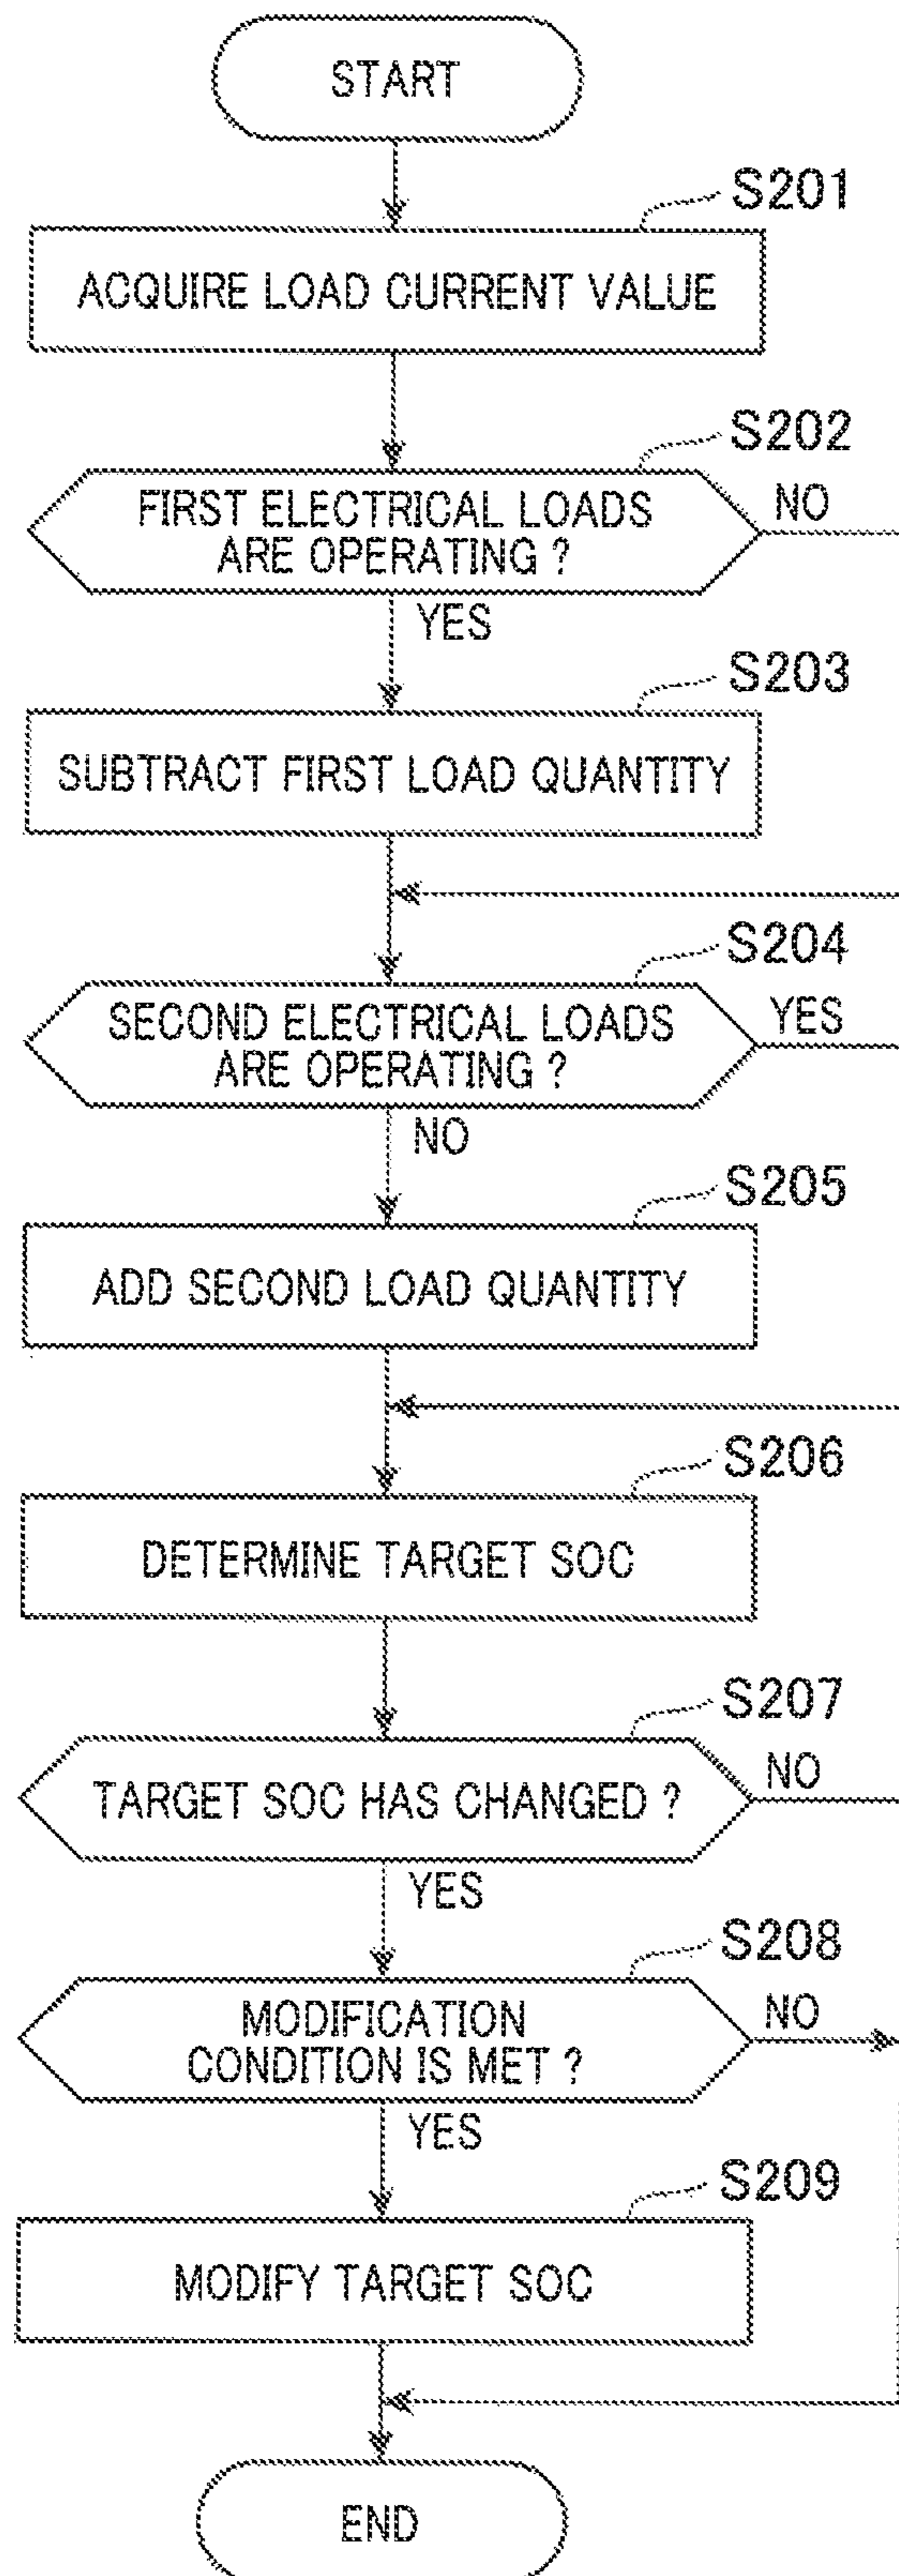 START
S201
ACQUIRE LOAD CURRENT VALUE
S202
FIRST ELECTRICAL LOADS
ARE OPERATING ?
NO
YES
S203
SUBTRACT FIRST LOAD QUANTITY
S204
SECOND ELECTRICAL LOADS
ARE OPERATING ?
YES
NO
S205
ADD SECOND LOAD QUANTITY
S206
DETERMINE TARGET SOC
S207
TARGET SOC HAS CHANGED ?
NO
YES
S208
MODIFICATION
CONDITION IS MET ?
NO
YES
S209
MODIFY TARGET SOC
END